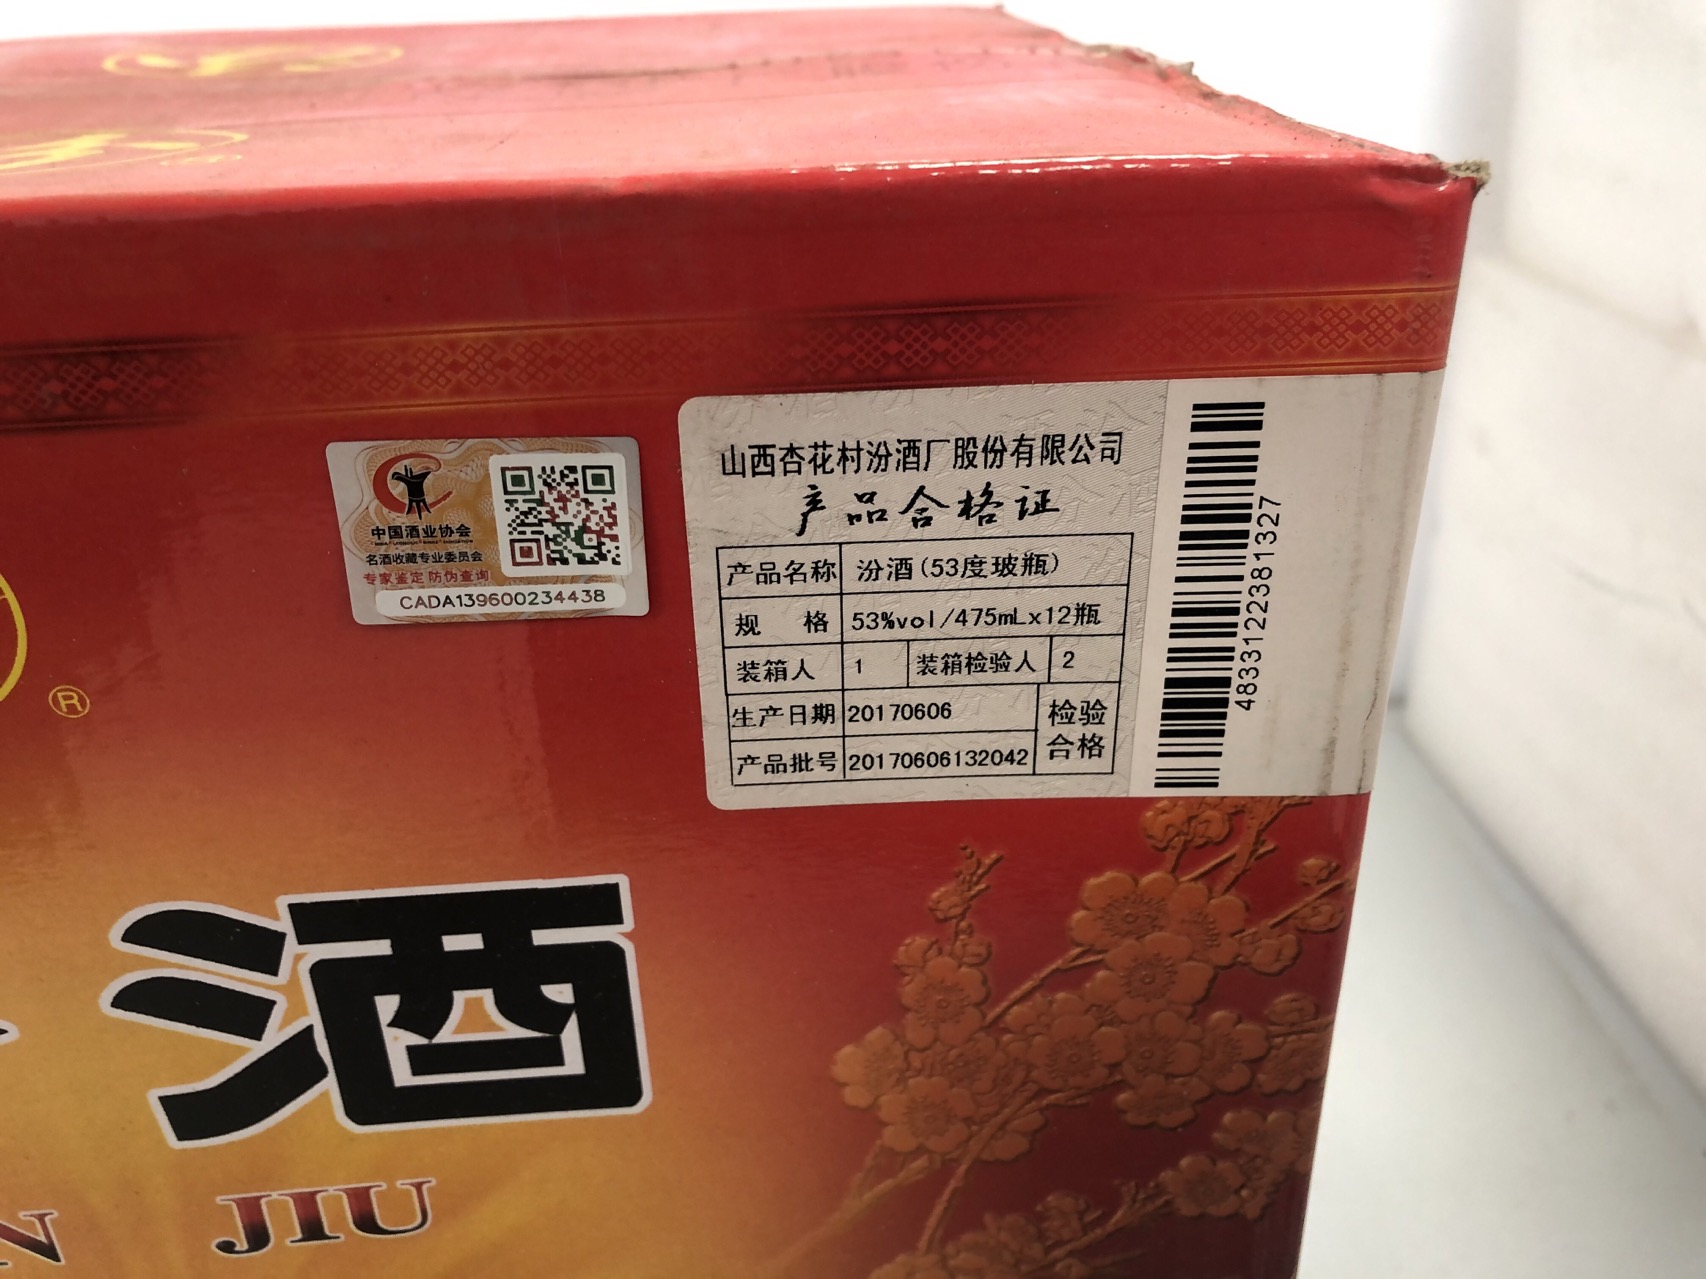 中国酒业协会
名酒收藏专业委员会
专家鉴定 防伪查询
CADA139600234438
山西杏花村汾酒厂股份有限公司
产品合格证
产品名称 汾酒(53度玻瓶)
规 格 53%vol/475mLx12瓶
装箱人 1 装箱检验人 2
生产日期 20170606
产品批号 20170606132042
检验
合格
4833122381327
®
酒
N JIU